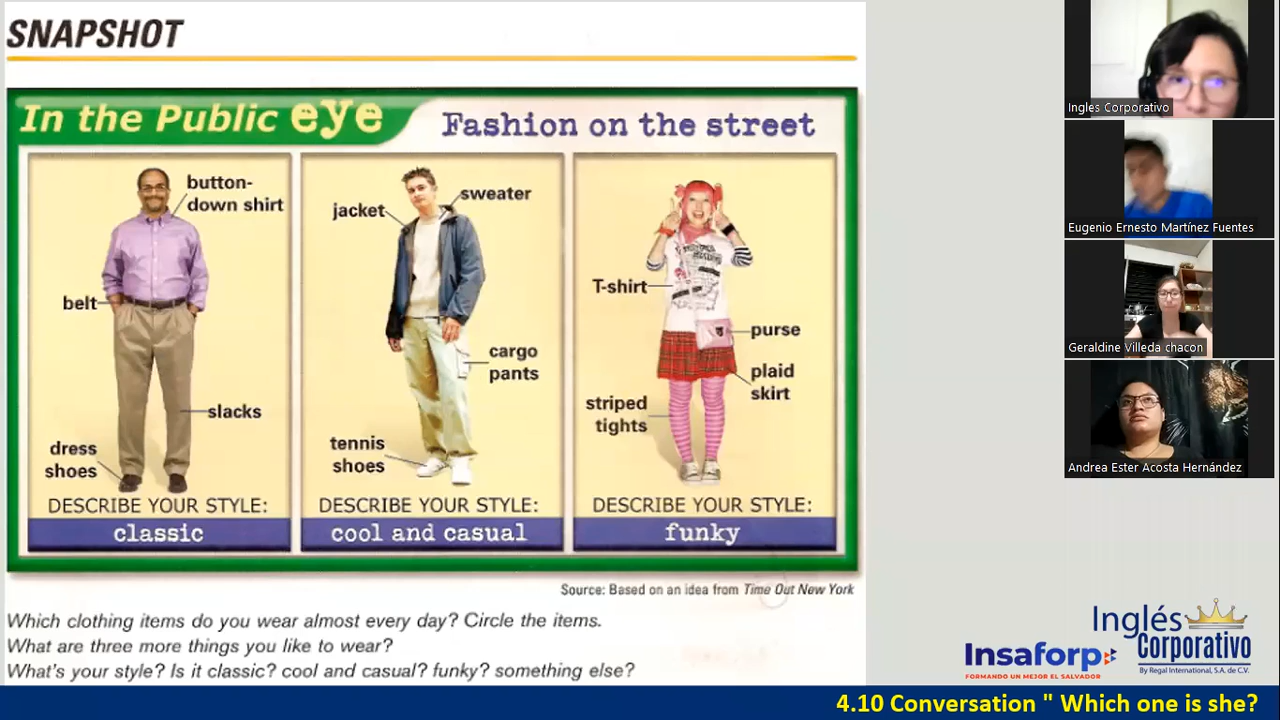 SNAPSHOT
In the Public eye
Fashion on the street
button-
down shirt
belt
slacks
dress
shoes
DESCRIBE YOUR STYLE:
classic
sweater
jacket
cargo
pants
tennis
shoes
DESCRIBE YOUR STYLE:
cool and casual
T-shirt
purse
plaid
skirt
striped
tights
DESCRIBE YOUR STYLE:
funky
Source: Based on an idea from Time Out New York
Which clothing items do you wear almost every day? Circle the items.
What are three more things you like to wear?
What's your style? Is it classic? cool and casual? funky? something else?
Ingles Corporativo
Eugenio Ernesto Martínez Fuentes
Geraldine Villeda chacon
Andrea Ester Acosta Hernández
Insaforp
FORMANDO UN MEJOR EL SALVADOR
Inglés
Corporativo
By Regal International, S.A. de C.V.
4.10 Conversation " Which one is she?